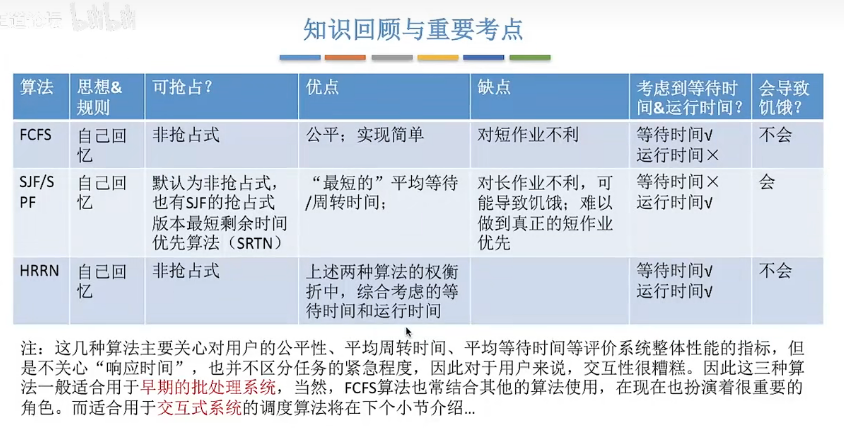 知识回顾与重要考点
算法 思想& 可抢占？ 优点 缺点 考虑到等待时 会导致
规则 间&运行时间？ 饥饿？
FCFS 自己回 非抢占式 公平；实现简单 对短作业不利 等待时间√ 不会
忆 运行时间×
SJF/S 自己回 默认为非抢占式， “最短的”平均等待 对长作业不利，可 等待时间× 会
PF 忆 也有SJF的抢占式 /周转时间； 能导致饥饿；难以 运行时间√
版本最短剩余时间 做到真正的短作业
优先算法（SRTN） 优先
HRRN 自己回 非抢占式 上述两种算法的权衡 等待时间√ 不会
忆 折中，综合考虑的等 运行时间√
待时间和运行时间
注：这几种算法主要关心对用户的公平性、平均周转时间、平均等待时间等评价系统整体性能的指标，但
是不关心“响应时间”，也并不区分任务的紧急程度，因此对于用户来说，交互性很糟糕。因此这三种算
法一般适合用于早期的批处理系统，当然，FCFS算法也常结合其他的算法使用，在现在也扮演着很重要的
角色。而适合用于交互式系统的调度算法将在下个小节介绍...